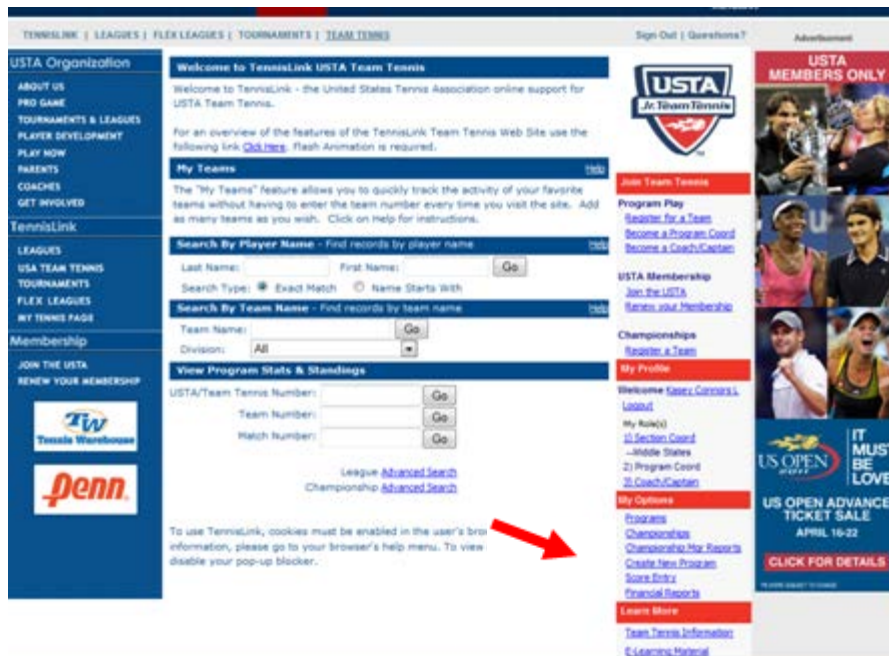 TENNISLINK | LEAGUES | FLEX LEAGUES | TOURNAMENTS | TEAM TENNIS
Sign Out | Questions?
Advertisement
USTA Organization
ABOUT US
PRO GAME
TOURNAMENTS & LEAGUES
PLAYER DEVELOPMENT
PLAY NOW
PARENTS
COACHES
GET INVOLVED
TennisLink
LEAGUES
USA TEAM TENNIS
TOURNAMENTS
FLEX LEAGUES
MY TENNIS PAGE
Membership
JOIN THE USTA
RENEW YOUR MEMBERSHIP
TW
Tennis Warehouse
Penn
Welcome to TennisLink USTA Team Tennis
Welcome to TennisLink - the United States Tennis Association online support for
USTA Team Tennis.
For an overview of the features of the TennisLink Team Tennis Web Site use the
following link Click Here. Flash Animation is required.
My Teams Help
The "My Teams" feature allows you to quickly track the activity of your favorite
teams without having to enter the team number every time you visit the site. Add
as many teams as you wish. Click on Help for instructions.
Search By Player Name - Find records by player name Help
Last Name: First Name: Go
Search Type: Exact Match Name Starts With
Search By Team Name - Find records by team name Help
Team Name: Go
Division: All
View Program Stats & Standings
USTA/Team Tennis Number: Go
Team Number: Go
Match Number: Go
League Advanced Search
Championship Advanced Search
To use TennisLink, cookies must be enabled in the user's brow
information, please go to your browser's help menu. To view
disable your pop-up blocker.
USTA
Jr. Team Tennis
Join Team Tennis
Program Play
Register for a Team
Become a Program Coord
Become a Coach/Captain
USTA Membership
Join the USTA
Renew your Membership
Championships
Register a Team
My Profile
Welcome Kasey Connors L
Logout
My Role(s)
1) Section Coord
--Middle States
2) Program Coord
3) Coach/Captain
My Options
Programs
Championships
Championship Mgr Reports
Create New Program
Score Entry
Financial Reports
Learn More
Team Tennis Information
E-Learning Material
USTA
MEMBERS ONLY
US OPEN
IT
MUST
BE
LOVE
US OPEN ADVANCE
TICKET SALE
APRIL 16-22
CLICK FOR DETAILS